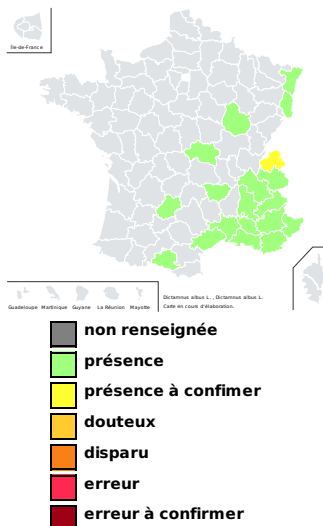 Île-de-France
Guadeloupe Martinique Guyane La Réunion Mayotte
Dictamnus albus L., Dictamnus albus L.
Carte en cours d'élaboration.
non renseignée
présence
présence à confimer
douteux
disparu
erreur
erreur à confirmer